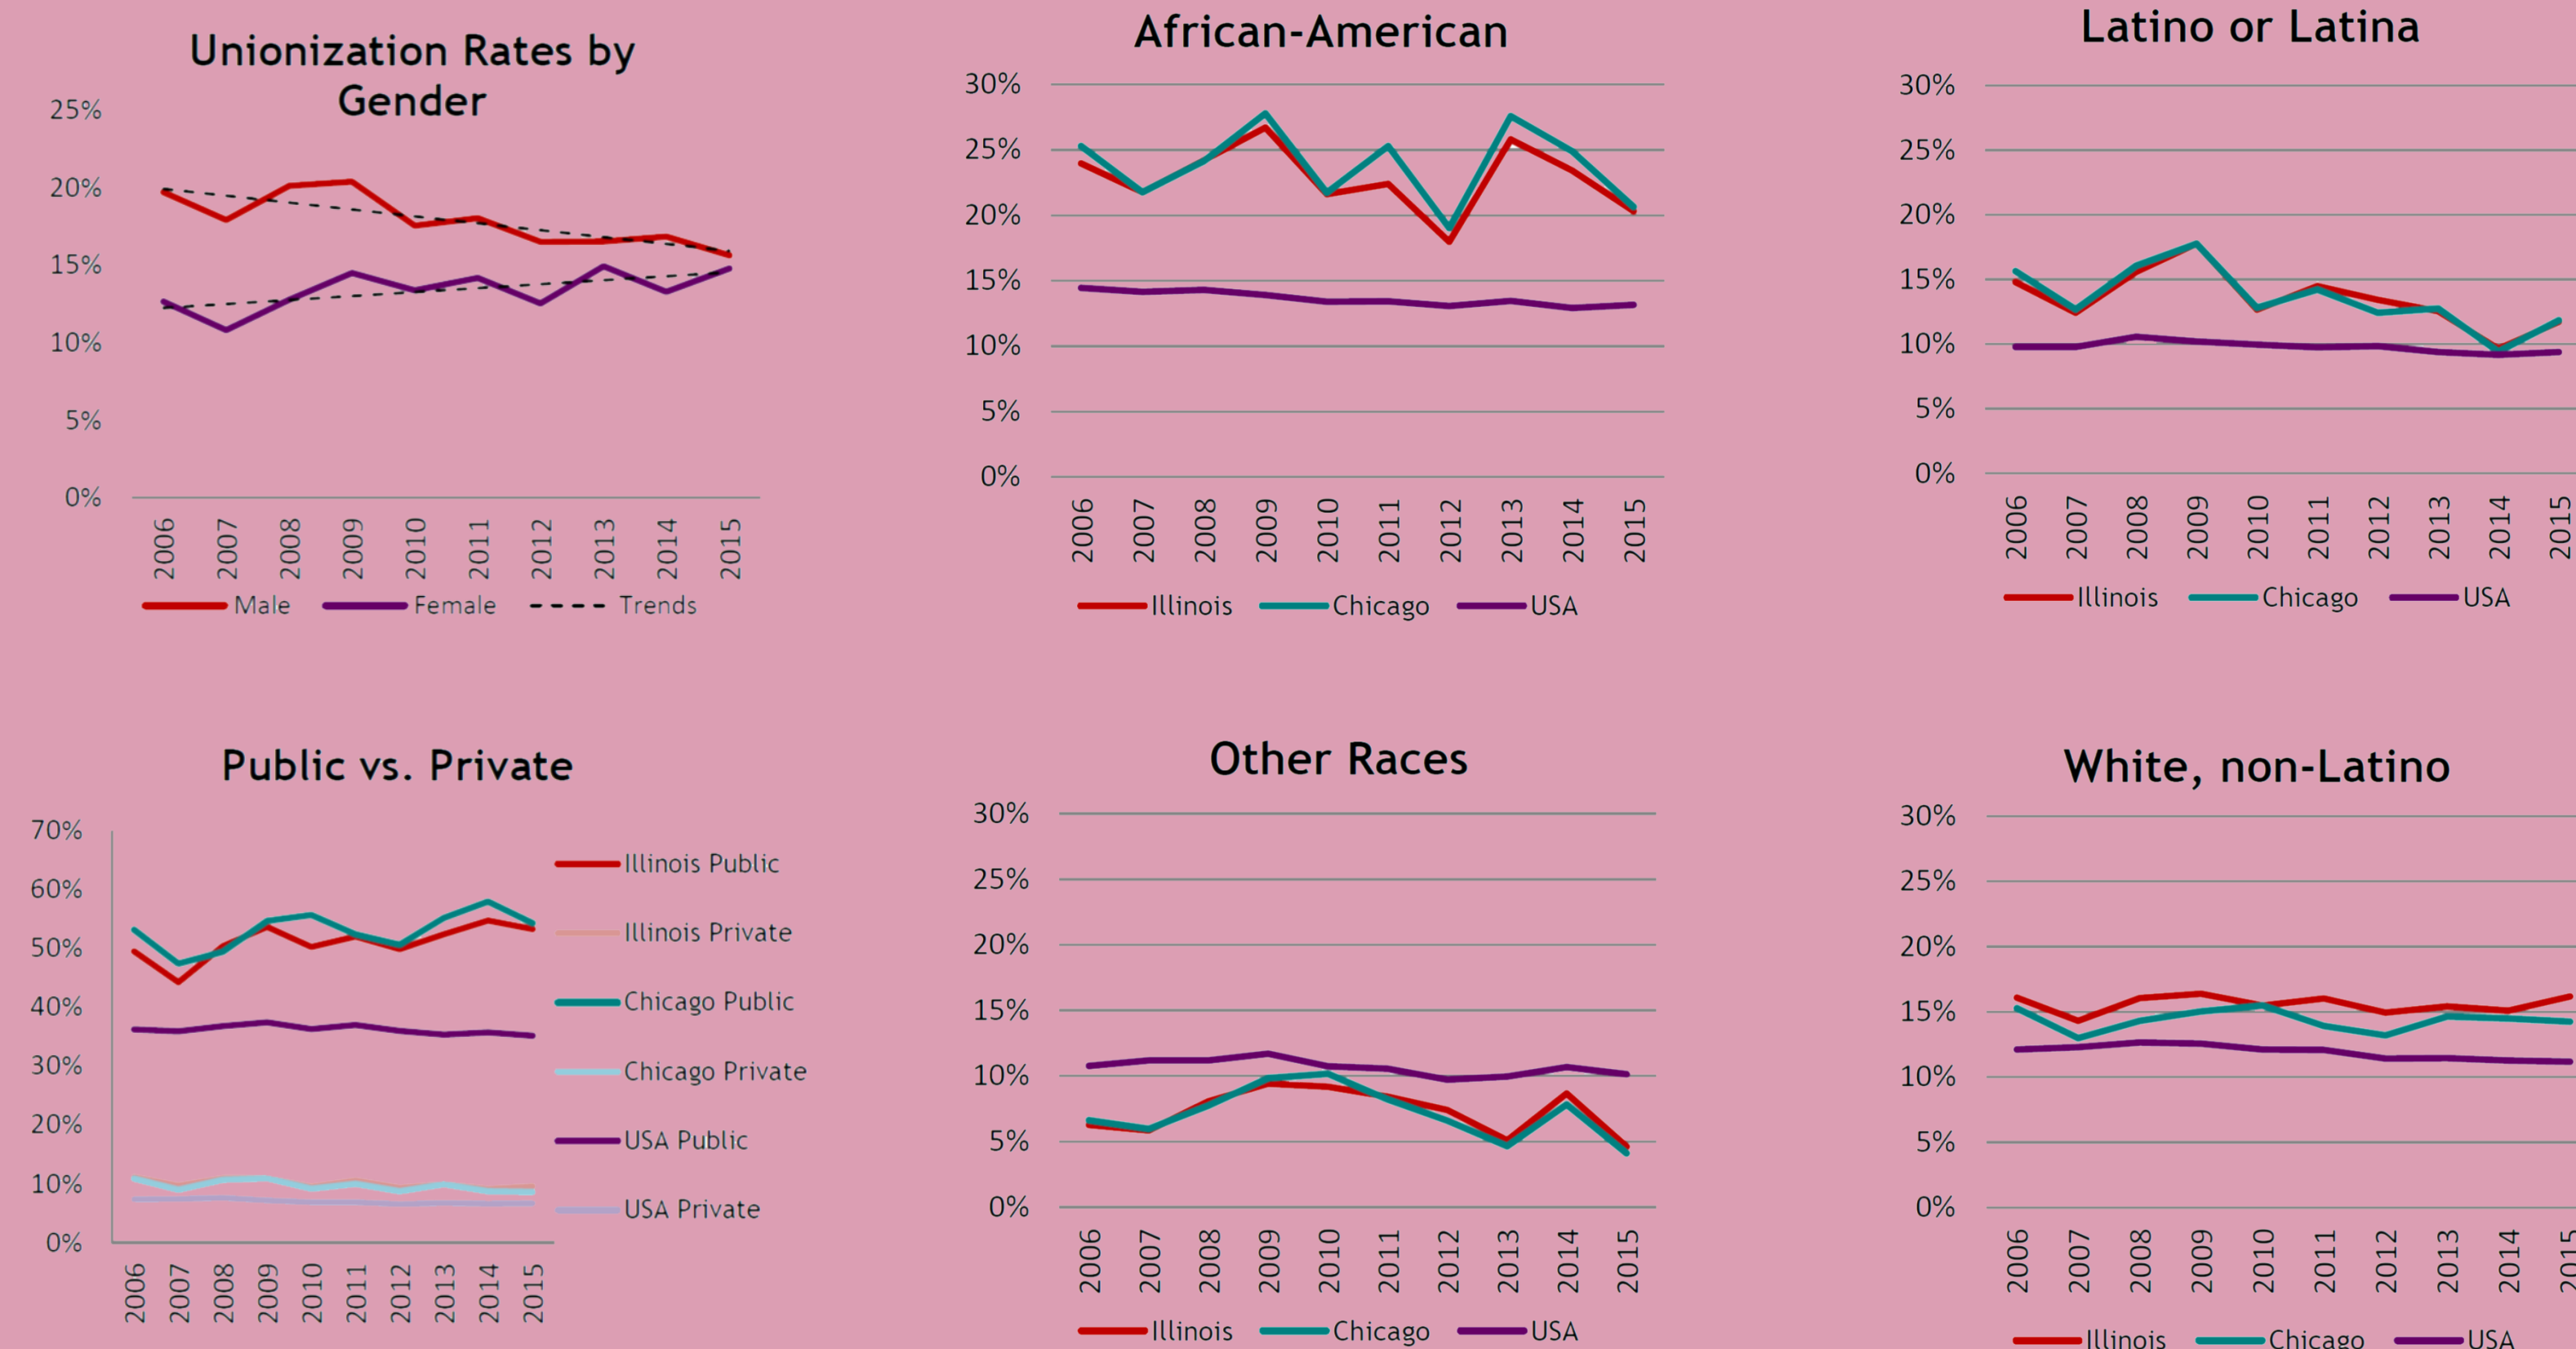 Unionization Rates by
Gender
25%
20%
15%
10%
5%
0%
2006 2007 2008 2009 2010 2011 2012 2013 2014 2015
Male Female Trends
African-American
30%
25%
20%
15%
10%
5%
0%
2006 2007 2008 2009 2010 2011 2012 2013 2014 2015
Illinois Chicago USA
Latino or Latina
30%
25%
20%
15%
10%
5%
0%
2006 2007 2008 2009 2010 2011 2012 2013 2014 2015
Illinois Chicago USA
Public vs. Private
70%
60%
50%
40%
30%
20%
10%
0%
2006 2007 2008 2009 2010 2011 2012 2013 2014 2015
Illinois Public
Illinois Private
Chicago Public
Chicago Private
USA Public
USA Private
Other Races
30%
25%
20%
15%
10%
5%
0%
2006 2007 2008 2009 2010 2011 2012 2013 2014 2015
Illinois Chicago USA
White, non-Latino
30%
25%
20%
15%
10%
5%
0%
2006 2007 2008 2009 2010 2011 2012 2013 2014 2015
Illinois Chicago USA